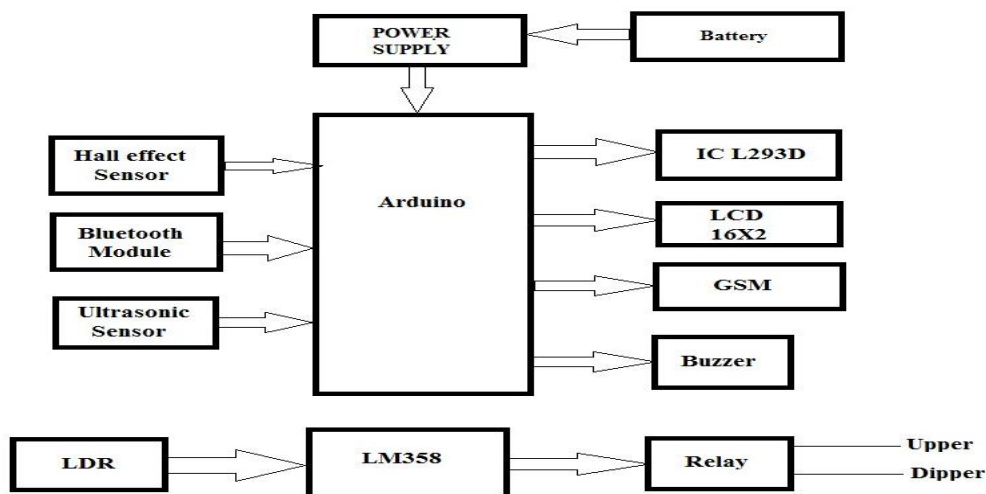 POWER
SUPPLY
Battery
Hall effect
Sensor
Bluetooth
Module
Ultrasonic
Sensor
Arduino
IC L293D
LCD
16X2
GSM
Buzzer
LDR
LM358
Relay
Upper
Dipper